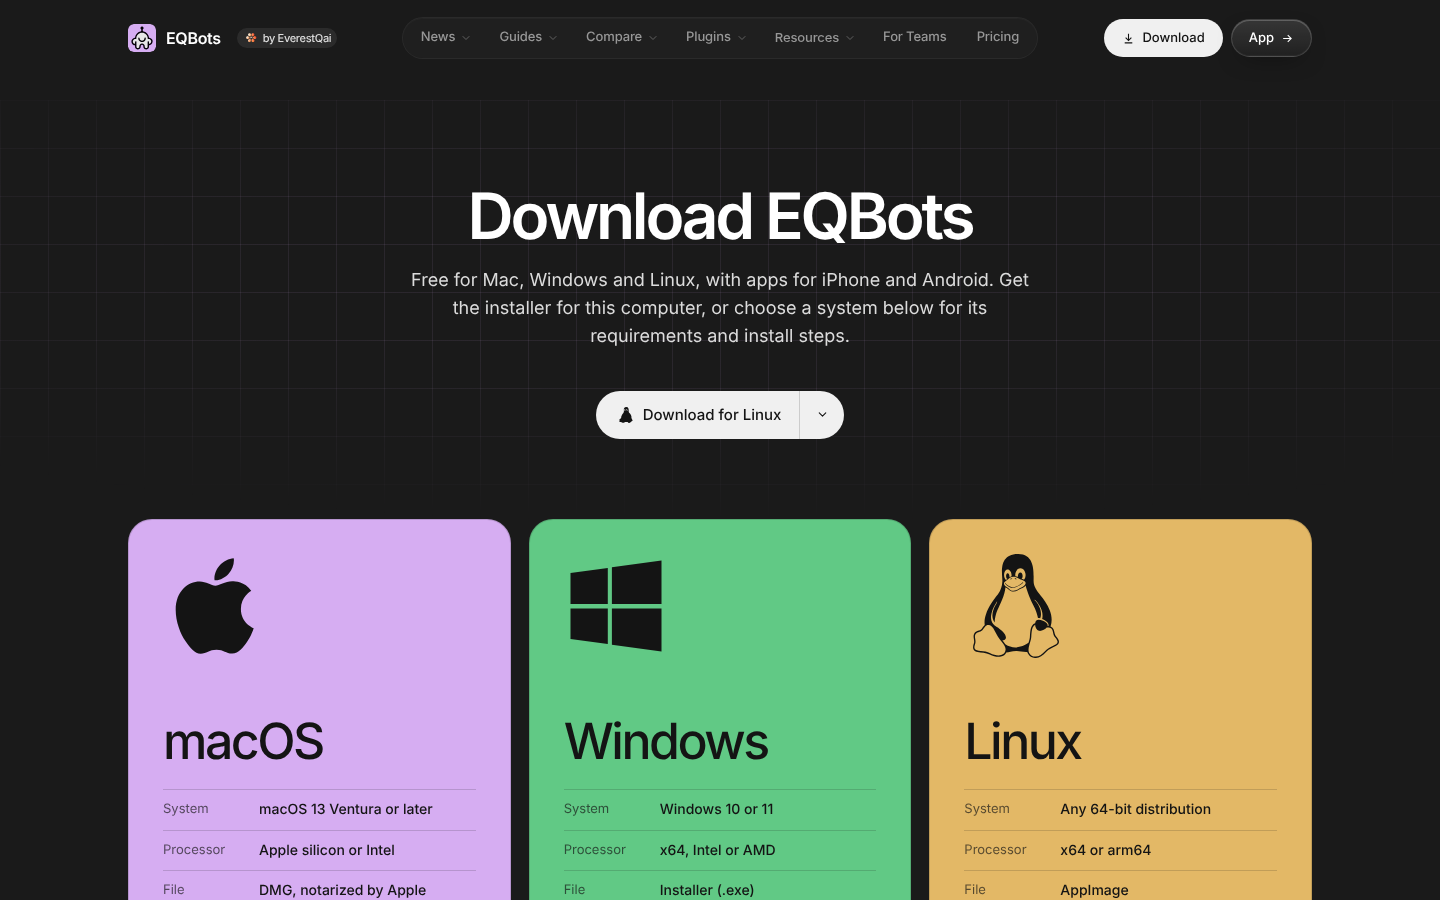 EQBots
by EverestQai
News
Guides
Compare
Plugins
Resources
For Teams
Pricing
Download
App
Download EQBots
Free for Mac, Windows and Linux, with apps for iPhone and Android. Get
the installer for this computer, or choose a system below for its
requirements and install steps.
Download for Linux
macOS
System macOS 13 Ventura or later
Processor Apple silicon or Intel
File DMG, notarized by Apple
Windows
System Windows 10 or 11
Processor x64, Intel or AMD
File Installer (.exe)
Linux
System Any 64-bit distribution
Processor x64 or arm64
File AppImage